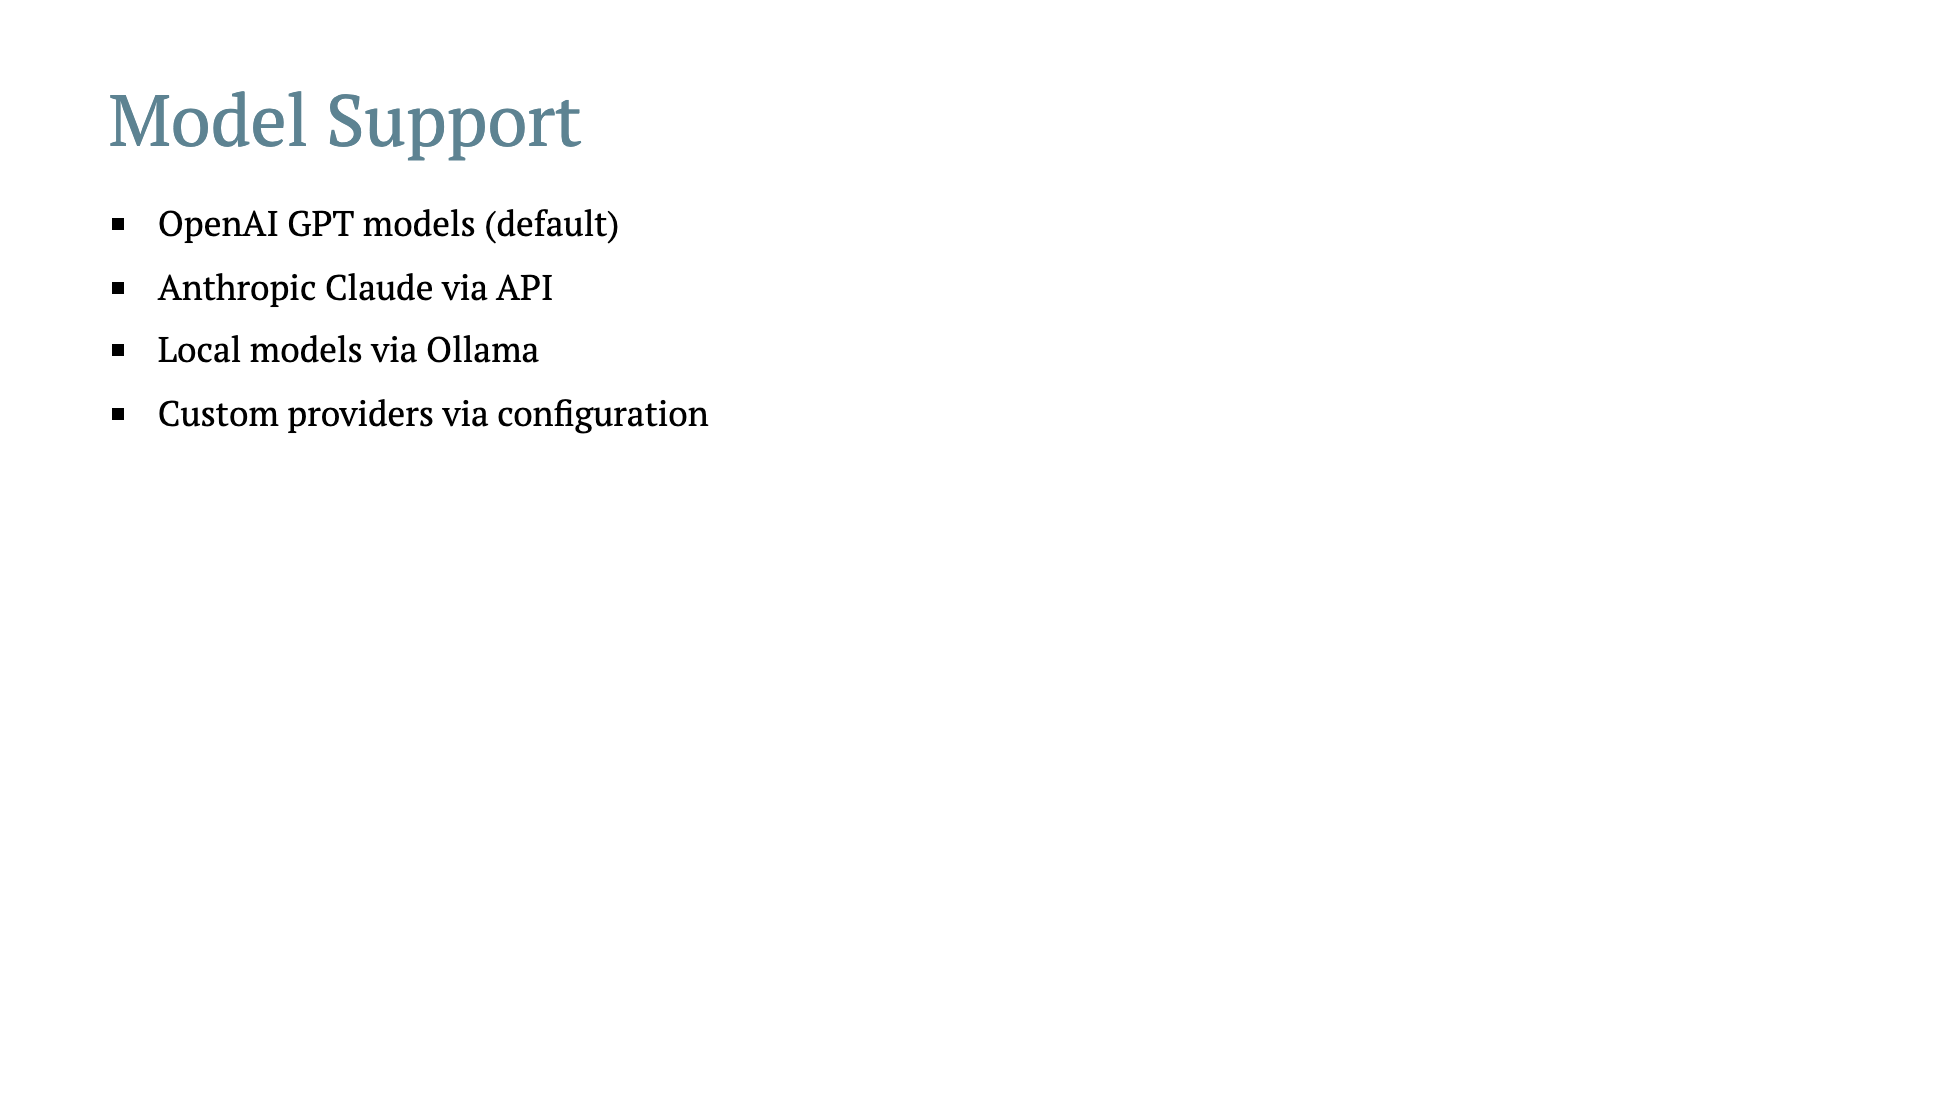 Model Support
▪ OpenAI GPT models (default)
▪ Anthropic Claude via API
▪ Local models via Ollama
▪ Custom providers via configuration